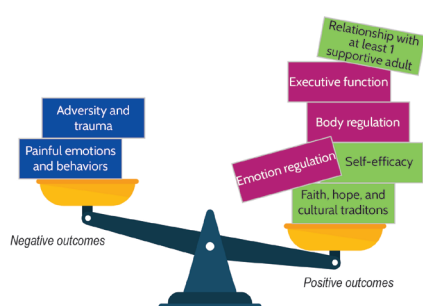 Relationship with
at least 1
supportive adult
Executive function
Adversity and
trauma
Body regulation
Painful emotions
and behaviors
Emotion regulation
Self-efficacy
Faith, hope, and
cultural traditons
Negative outcomes
Positive outcomes